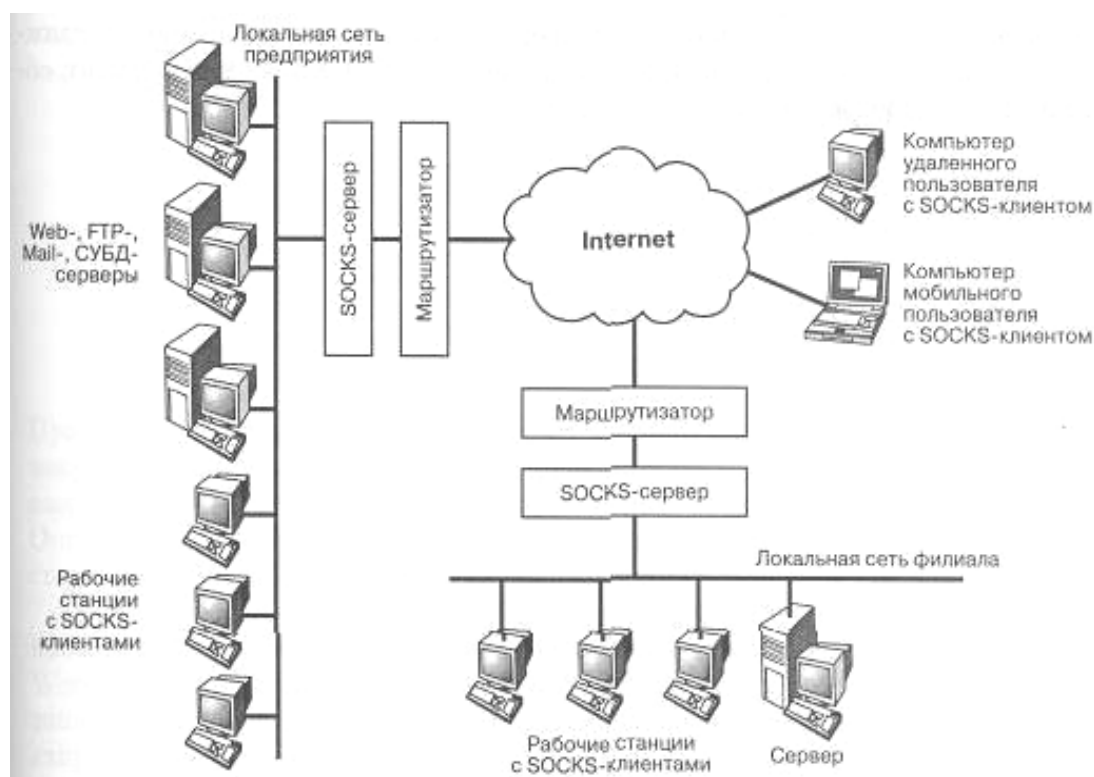 Локальная сеть
предприятия
Web-, FTP-,
Mail-, СУБД-
серверы
SOCKS-сервер
Маршрутизатор
Internet
Компьютер
удаленного
пользователя
с SOCKS-клиентом
Компьютер
мобильного
пользователя
с SOCKS-клиентом
Маршрутизатор
SOCKS-сервер
Локальная сеть филиала
Рабочие
станции
с SOCKS-
клиентами
Рабочие станции
с SOCKS-клиентами
Сервер